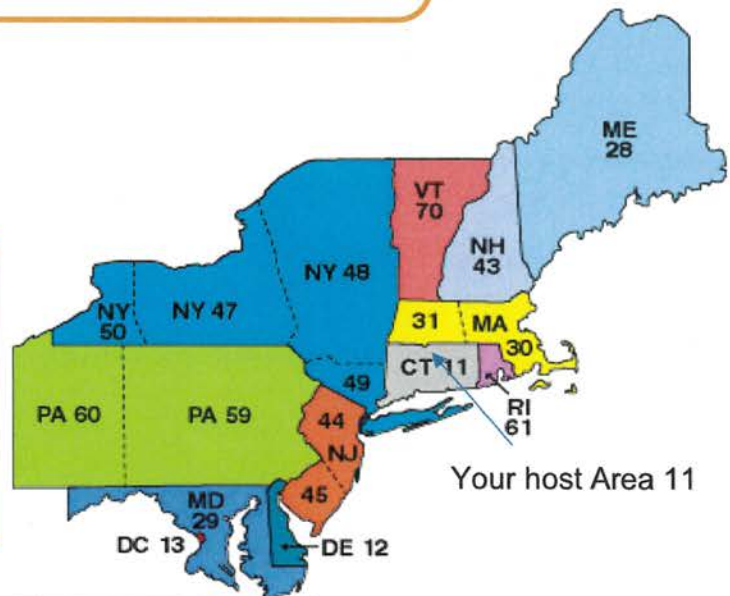 ME
28
VT
70
NH
43
NY 48
NY 47
NY
50
31
MA
30
CT 11
49
RI
61
PA 60
PA 59
44
NJ
45
Your host Area 11
MD
29
DC 13
DE 12